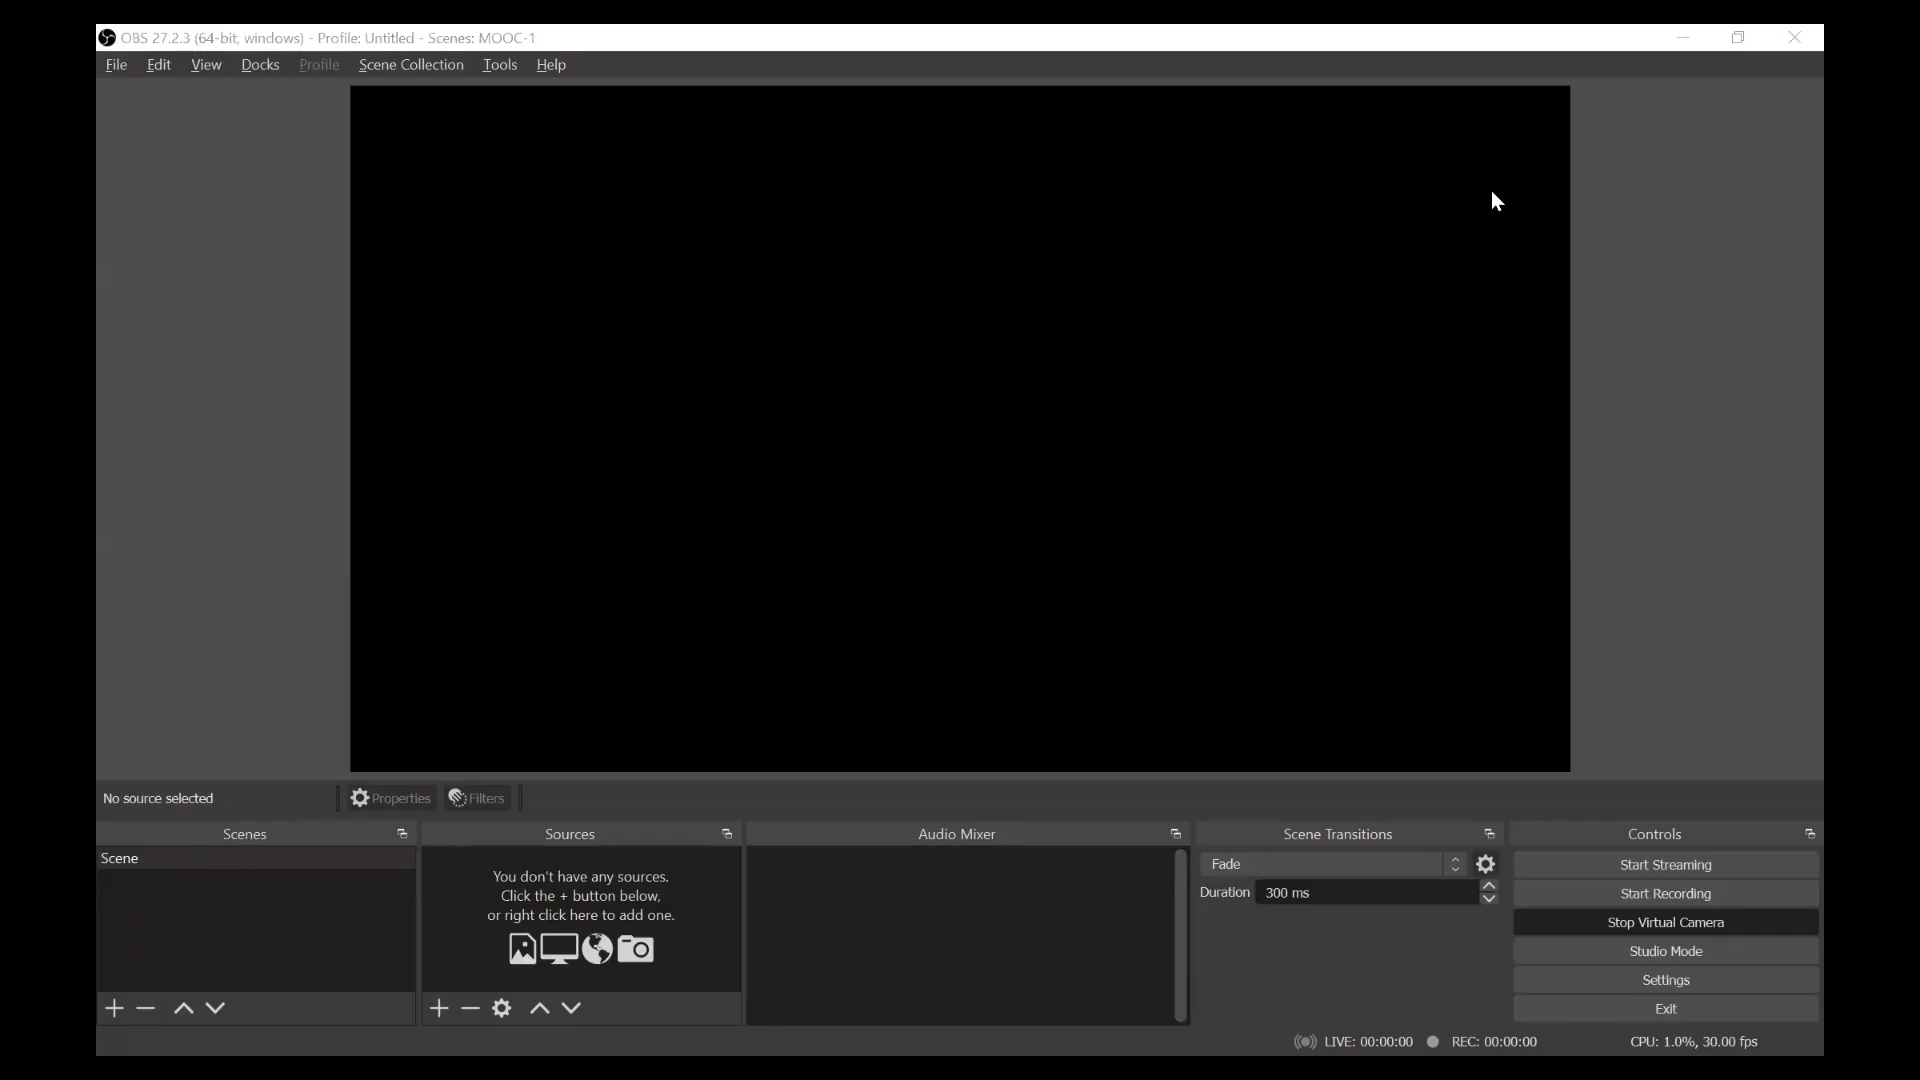 OBS 27.2.3 (64-bit, windows) - Profile: Untitled - Scenes: MOOC-1
File Edit View Docks Profile Scene Collection Tools Help
No source selected Properties Filters
Scenes
Scene
Sources
You don't have any sources.
Click the + button below,
or right click here to add one.
Audio Mixer
Scene Transitions
Fade
Duration 300 ms
Controls
Start Streaming
Start Recording
Stop Virtual Camera
Studio Mode
Settings
Exit
LIVE: 00:00:00 REC: 00:00:00 CPU: 1.0%, 30.00 fps